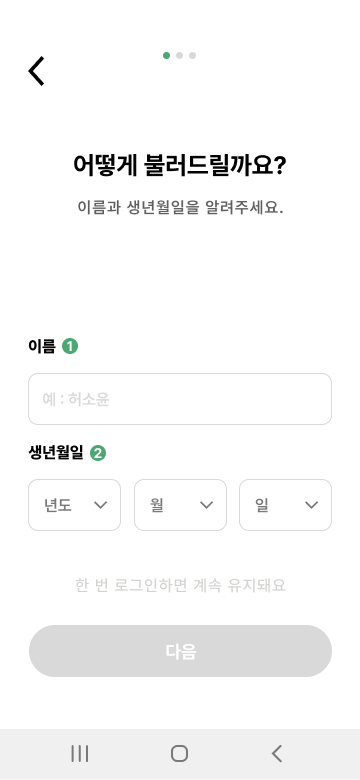 어떻게 불러드릴까요?
이름과 생년월일을 알려주세요.
이름 1
예 : 허소윤
생년월일 2
년도 월 일
한 번 로그인하면 계속 유지돼요
다음